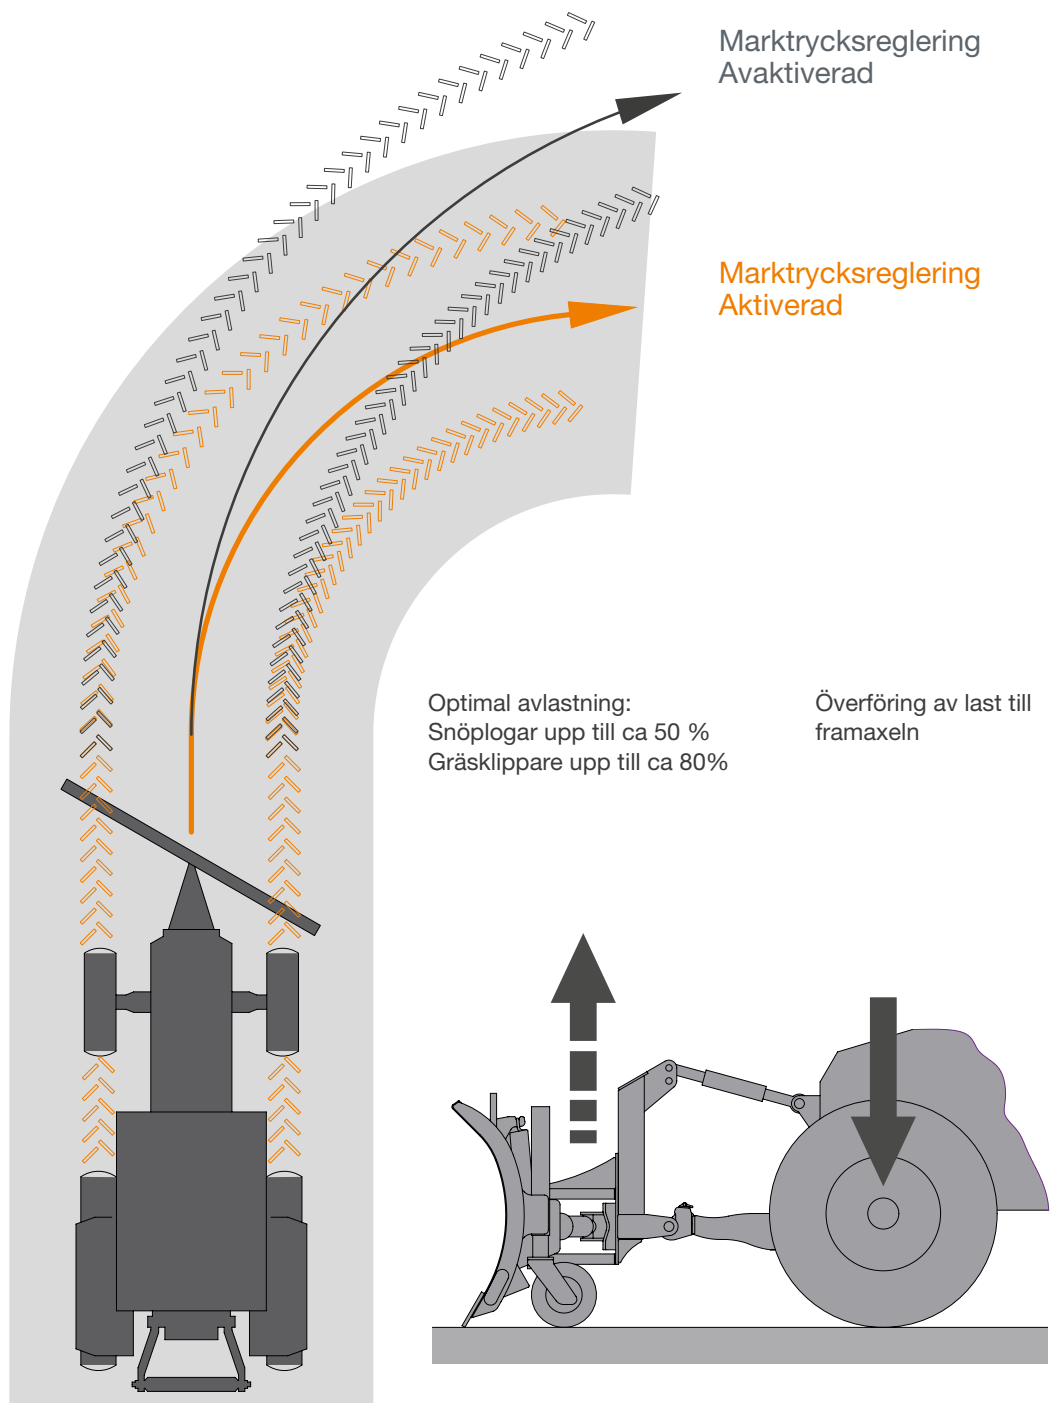 Marktrycksreglering
Avaktiverad
Marktrycksreglering
Aktiverad
Optimal avlastning:
Snöplogar upp till ca 50 %
Gräsklippare upp till ca 80%
Överföring av last till
framaxeln